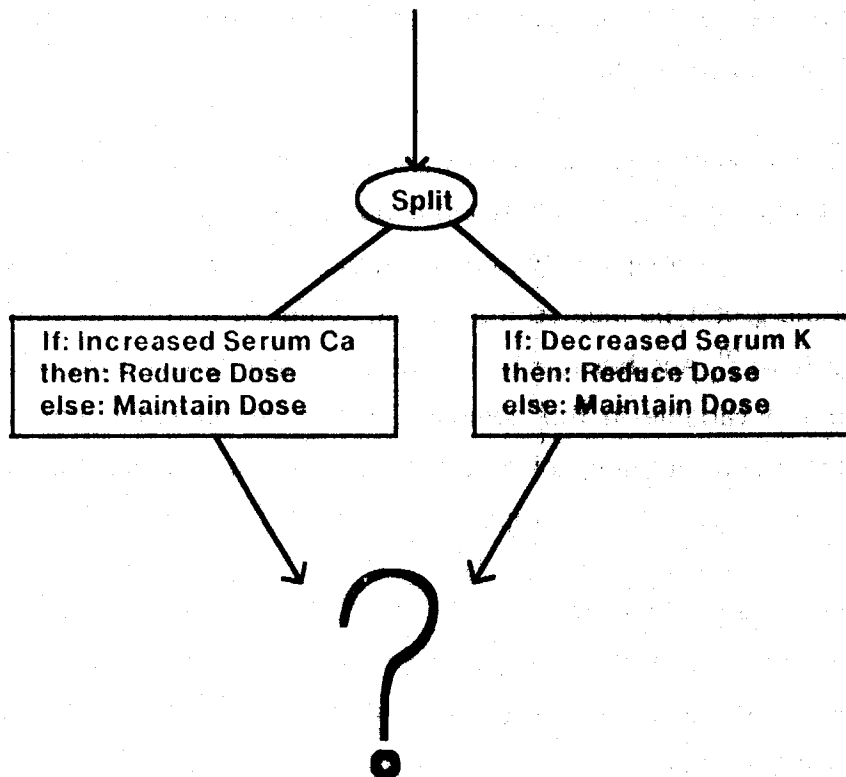 Split
If: Increased Serum Ca
then: Reduce Dose
else: Maintain Dose
If: Decreased Serum K
then: Reduce Dose
else: Maintain Dose
?